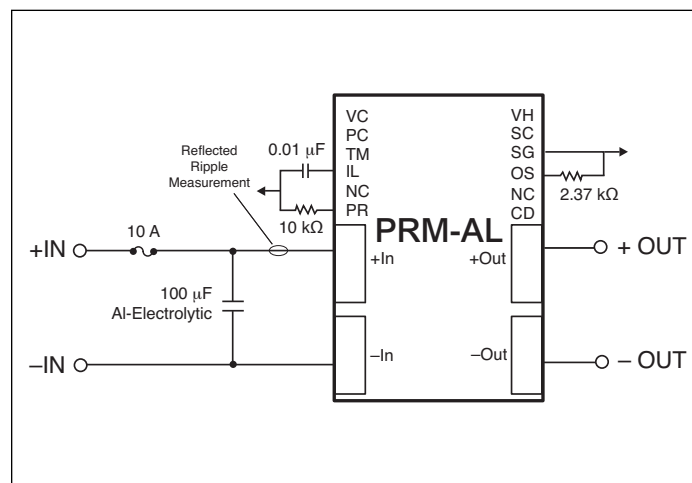 VC
PC
TM
IL
NC
PR
VH
SC
SG
OS
NC
CD
0.01 µF
10 kΩ
2.37 kΩ
Reflected
Ripple
Measurement
PRM-AL
10 A
+IN
+In
+Out
+ OUT
100 µF
Al-Electrolytic
–IN
–In
–Out
– OUT